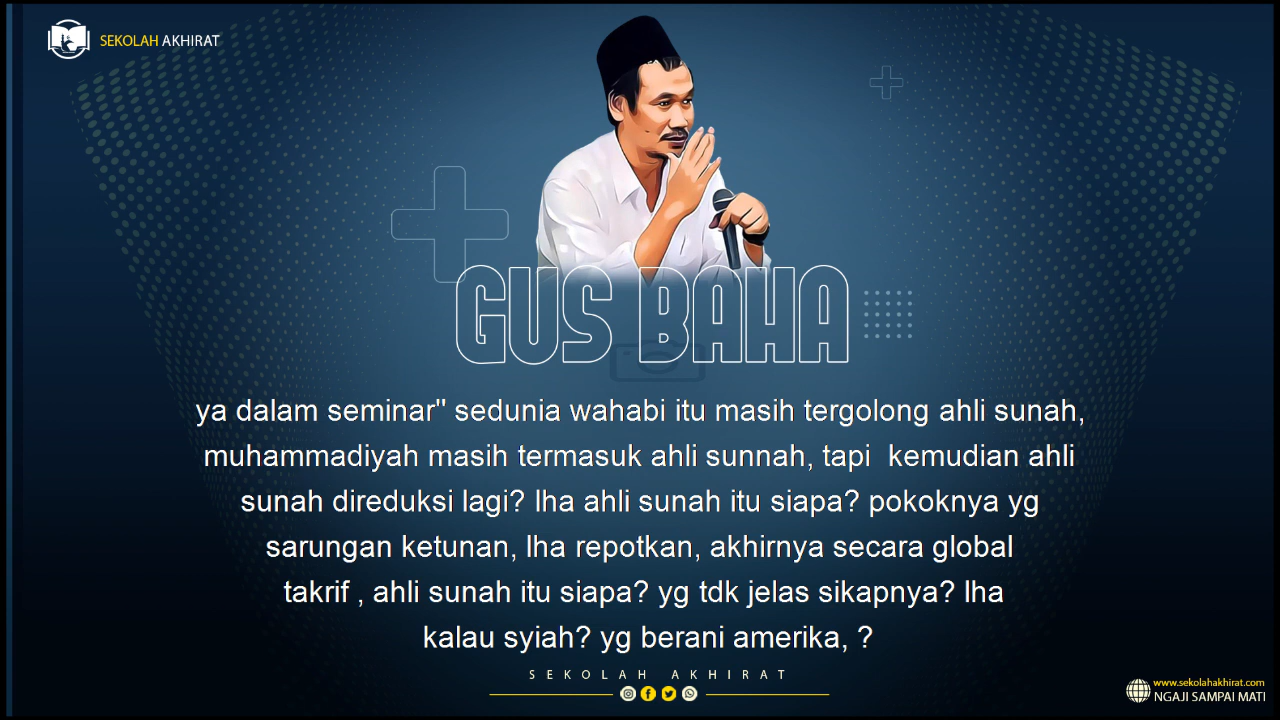 SEKOLAH AKHIRAT
GUS BAHA
ya dalam seminar" sedunia wahabi itu masih tergolong ahli sunah,
muhammadiyah masih termasuk ahli sunnah, tapi  kemudian ahli
sunah direduksi lagi? lha ahli sunah itu siapa? pokoknya yg
sarungan ketunan, lha repotkan, akhirnya secara global
takrif , ahli sunah itu siapa? yg tdk jelas sikapnya? lha
kalau syiah? yg berani amerika, ?
SEKOLAH AKHIRAT
www.sekolahakhirat.com
NGAJI SAMPAI MATI